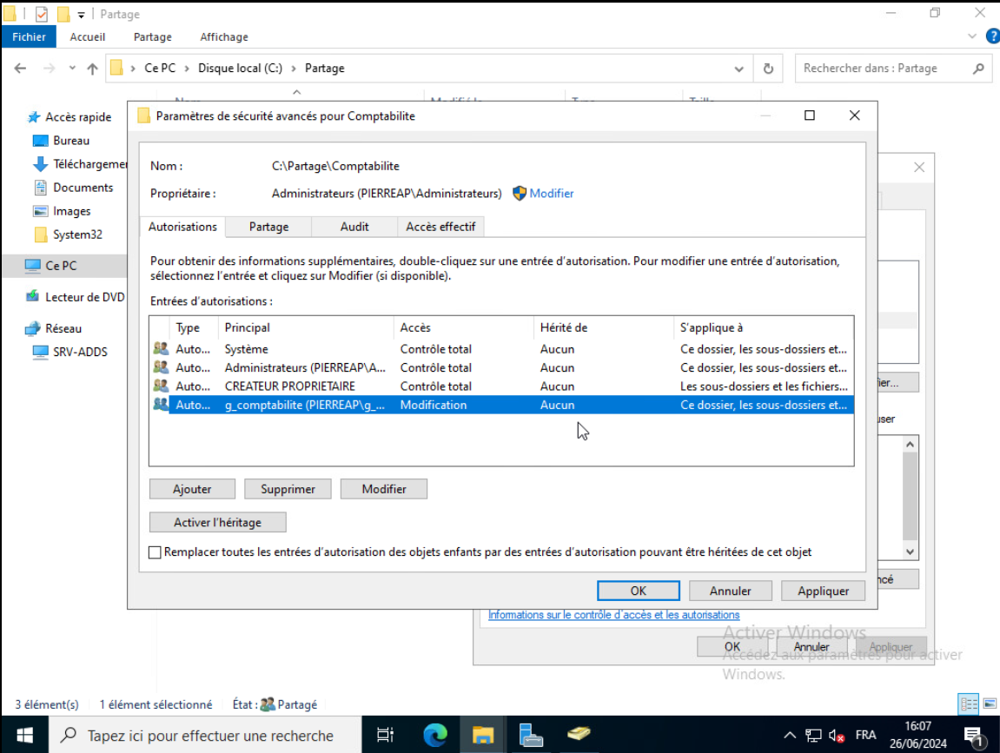 Partage
Fichier Accueil Partage Affichage
Ce PC > Disque local (C:) > Partage
Rechercher dans : Partage
Accès rapide
Bureau
Téléchargemer
Documents
Images
System32
Ce PC
Lecteur de DVD
Réseau
SRV-ADDS
Paramètres de sécurité avancés pour Comptabilite
Nom : C:\Partage\Comptabilite
Propriétaire : Administrateurs (PIERREAP\Administrateurs) Modifier
Autorisations Partage Audit Accès effectif
Pour obtenir des informations supplémentaires, double-cliquez sur une entrée d'autorisation. Pour modifier une entrée d'autorisation,
sélectionnez l'entrée et cliquez sur Modifier (si disponible).
Entrées d'autorisations :
Type Principal Accès Hérité de S'applique à
Auto... Système Contrôle total Aucun Ce dossier, les sous-dossiers et...
Auto... Administrateurs (PIERREAP\A... Contrôle total Aucun Ce dossier, les sous-dossiers et...
Auto... CREATEUR PROPRIETAIRE Contrôle total Aucun Les sous-dossiers et les fichiers...
Auto... g_comptabilite (PIERREAP\g_... Modification Aucun Ce dossier, les sous-dossiers et...
Ajouter Supprimer Modifier
Activer l'héritage
Remplacer toutes les entrées d'autorisation des objets enfants par des entrées d'autorisation pouvant être héritées de cet objet
OK Annuler Appliquer
ier...
user
ncé
Informations sur le contrôle d'accès et les autorisations
OK Annuler Appliquer
Activer Windows
Accédez aux paramètres pour activer
Windows.
3 élément(s) 1 élément sélectionné État : Partagé
Tapez ici pour effectuer une recherche
FRA
16:07
26/06/2024
1